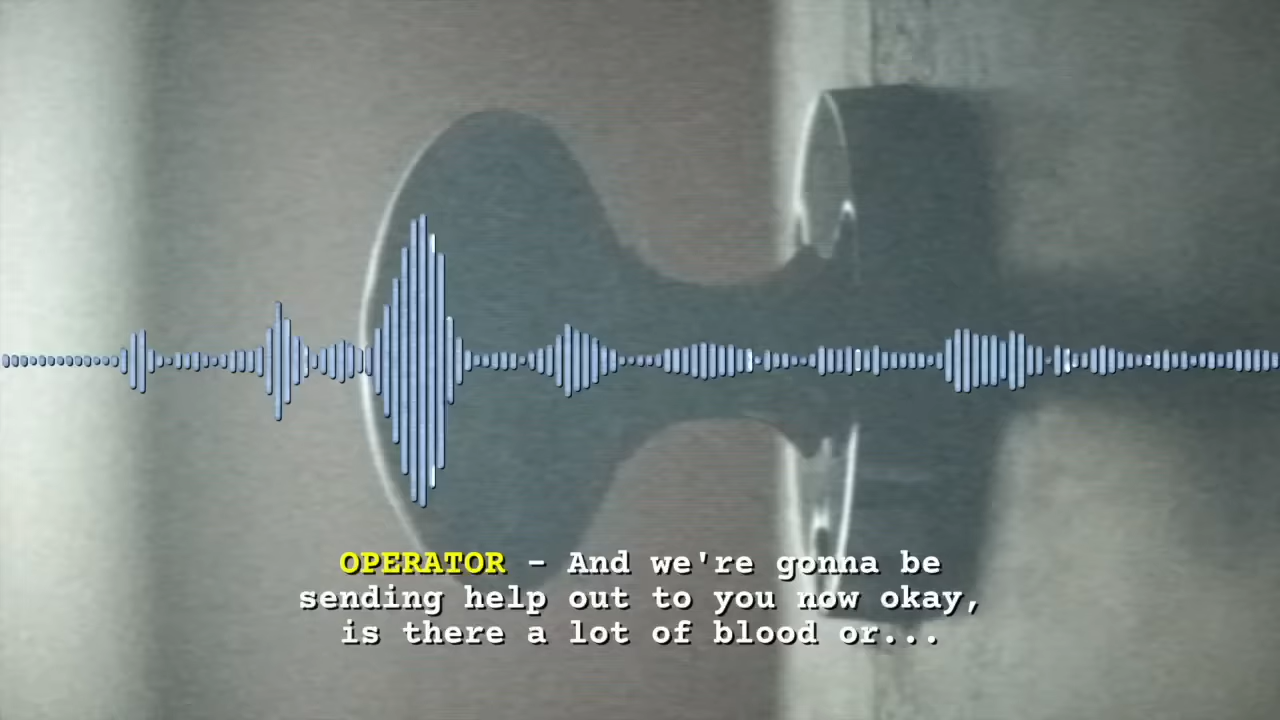 OPERATOR - And we're gonna be
sending help out to you now okay,
is there a lot of blood or...